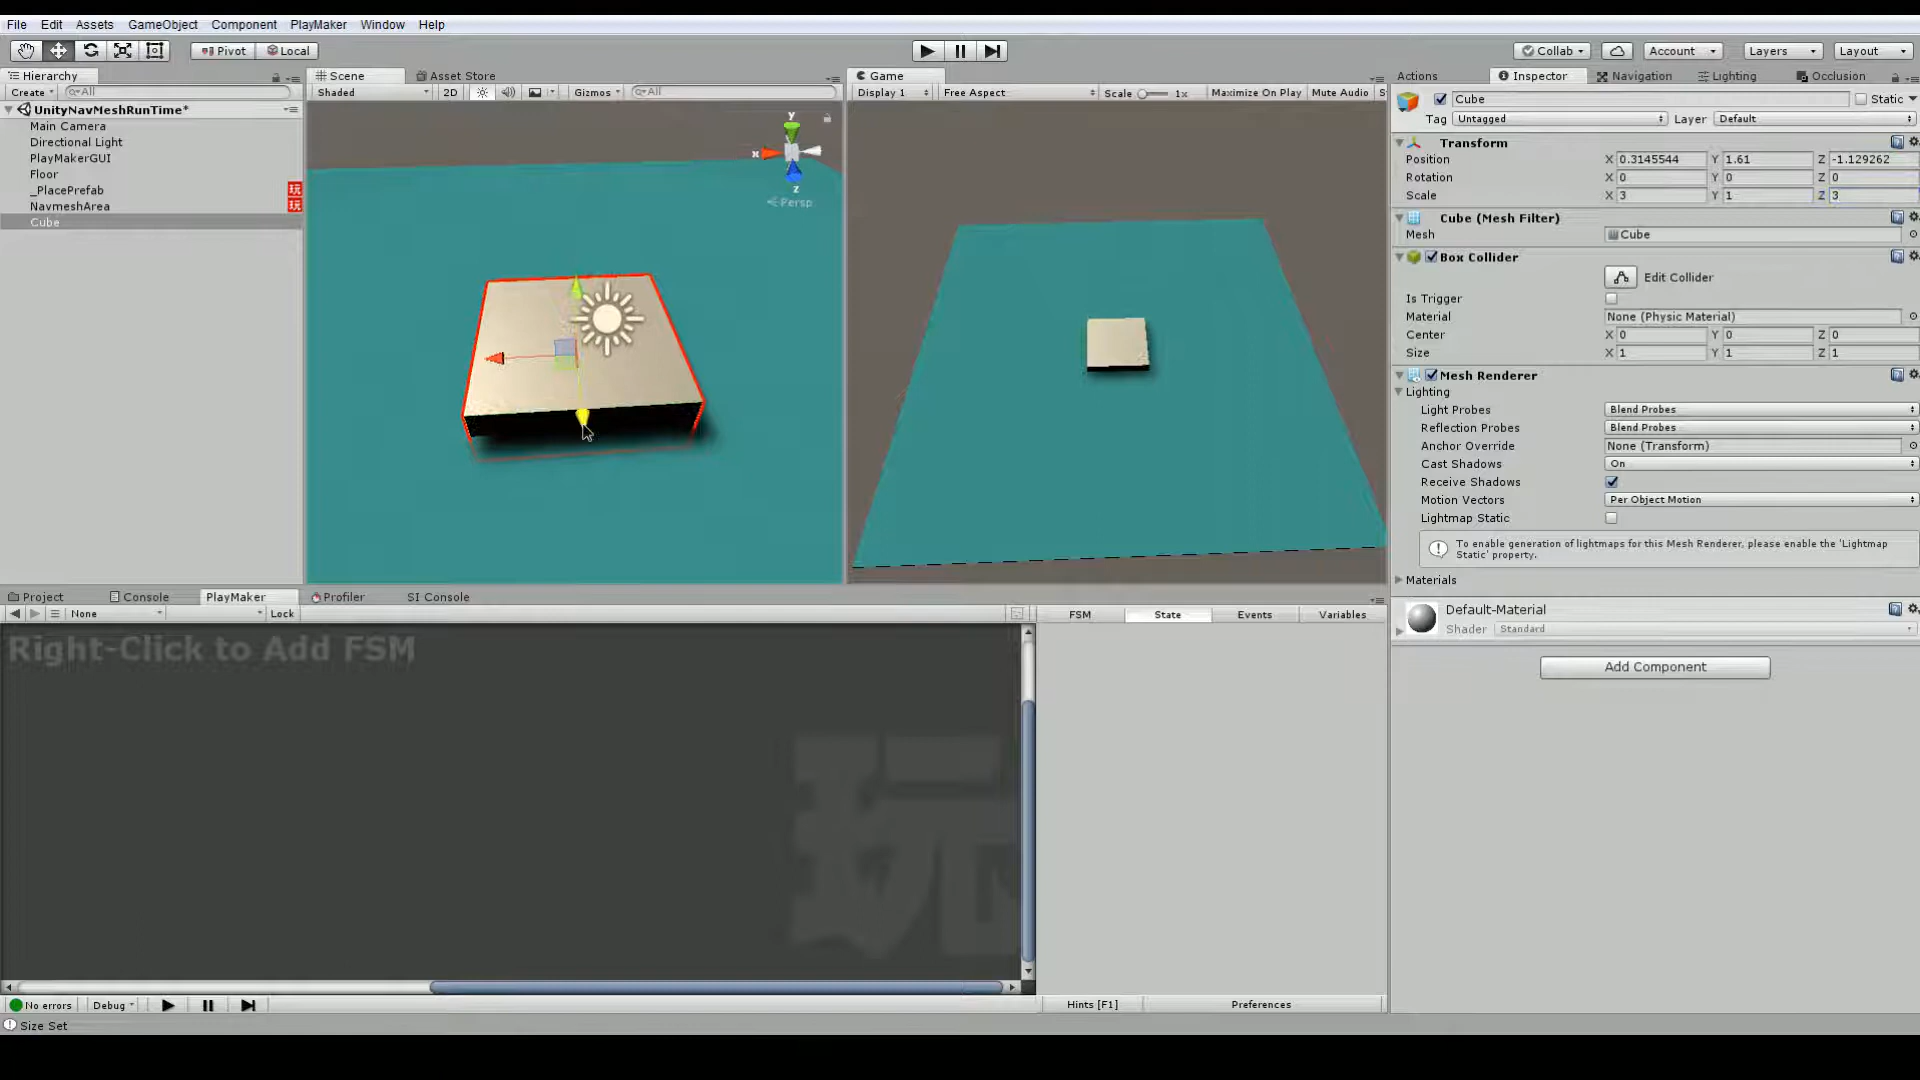 File Edit Assets GameObject Component PlayMaker Window Help
Pivot Local Collab Account Layers Layout
Hierarchy
Create All
UnityNavMeshRunTime*
Main Camera
Directional Light
PlayMakerGUI
Floor
_PlacePrefab 玩
NavmeshArea 玩
Cube
Scene Asset Store
Shaded 2D Gizmos All
y
x
z
Persp
Game
Display 1 Free Aspect Scale 1x Maximize On Play Mute Audio S
Actions Inspector Navigation Lighting Occlusion
Cube Static
Tag Untagged Layer Default
Transform
Position X 0.3145544 Y 1.61 Z -1.129262
Rotation X 0 Y 0 Z 0
Scale X 3 Y 1 Z 3
Cube (Mesh Filter)
Mesh Cube
Box Collider
Edit Collider
Is Trigger
Material None (Physic Material)
Center X 0 Y 0 Z 0
Size X 1 Y 1 Z 1
Mesh Renderer
Lighting
Light Probes Blend Probes
Reflection Probes Blend Probes
Anchor Override None (Transform)
Cast Shadows On
Receive Shadows
Motion Vectors Per Object Motion
Lightmap Static
To enable generation of lightmaps for this Mesh Renderer, please enable the 'Lightmap
Static' property.
Materials
Default-Material
Shader Standard
Add Component
Project Console PlayMaker Profiler SI Console
None Lock
FSM State Events Variables
Right-Click to Add FSM
玩
No errors Debug
Hints [F1] Preferences
Size Set